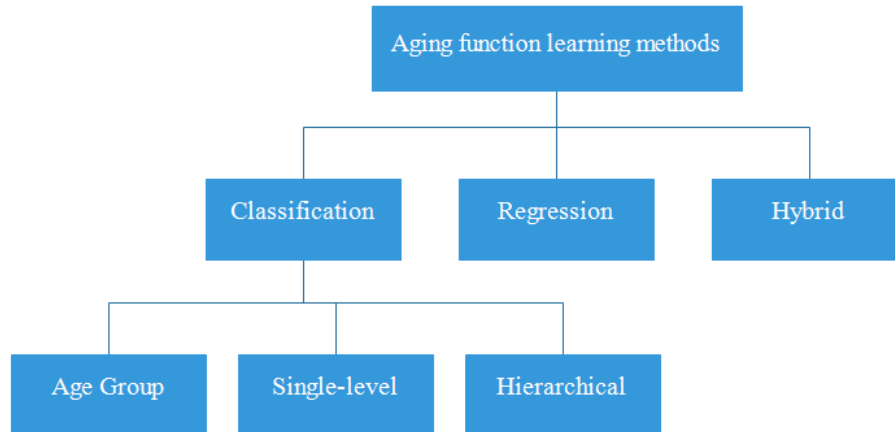 Aging function learning methods
Classification
Regression
Hybrid
Age Group
Single-level
Hierarchical